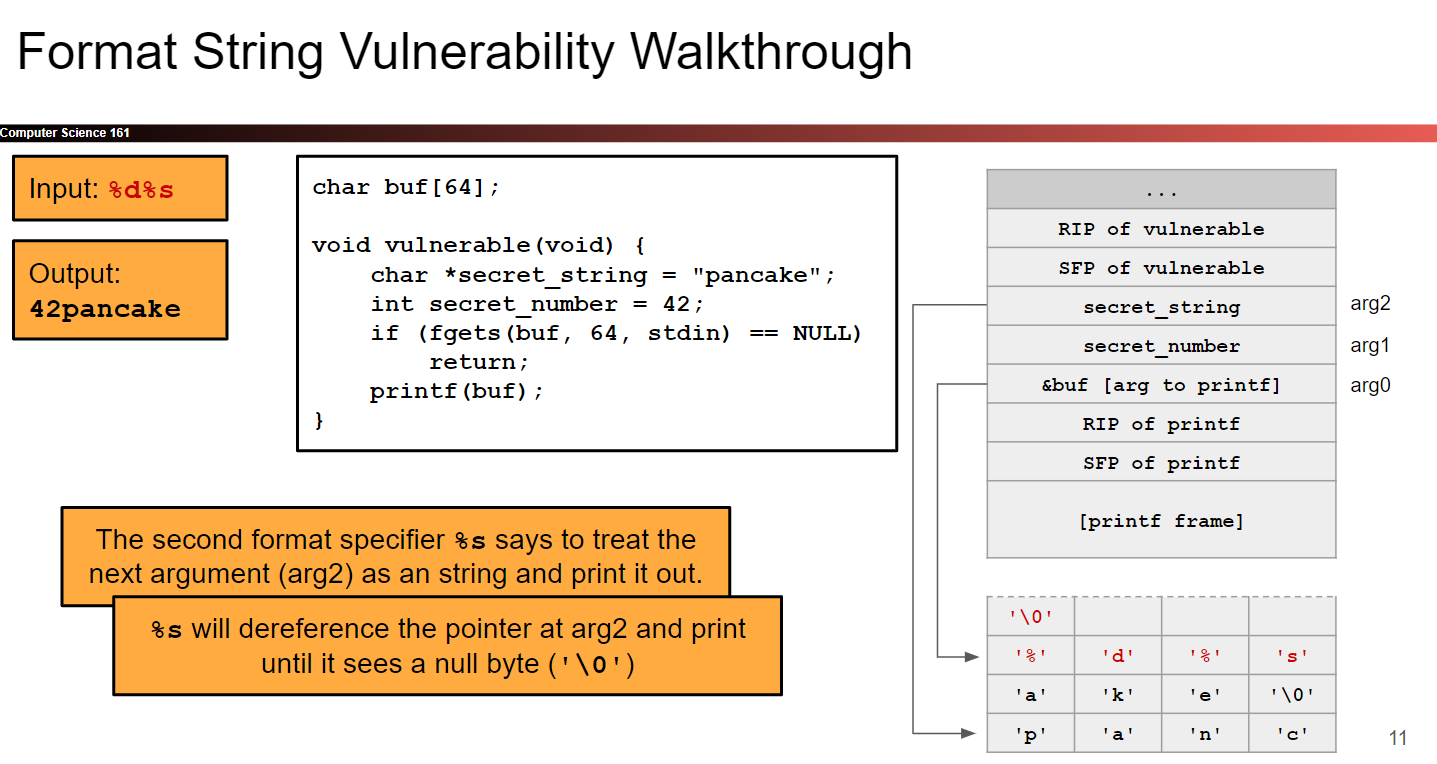 Format String Vulnerability Walkthrough
Computer Science 161
Input: %d%s
Output:
42pancake
char buf[64];
void vulnerable(void) {
char *secret_string = "pancake";
int secret_number = 42;
if (fgets(buf, 64, stdin) == NULL)
return;
printf(buf);
}
The second format specifier %s says to treat the
next argument (arg2) as an string and print it out.
%s will dereference the pointer at arg2 and print
until it sees a null byte ('\0')
...
RIP of vulnerable
SFP of vulnerable
secret_string arg2
secret_number arg1
&buf [arg to printf] arg0
RIP of printf
SFP of printf
[printf frame]
'\0'
'%' 'd' '%' 's'
'a' 'k' 'e' '\0'
'p' 'a' 'n' 'c'
11